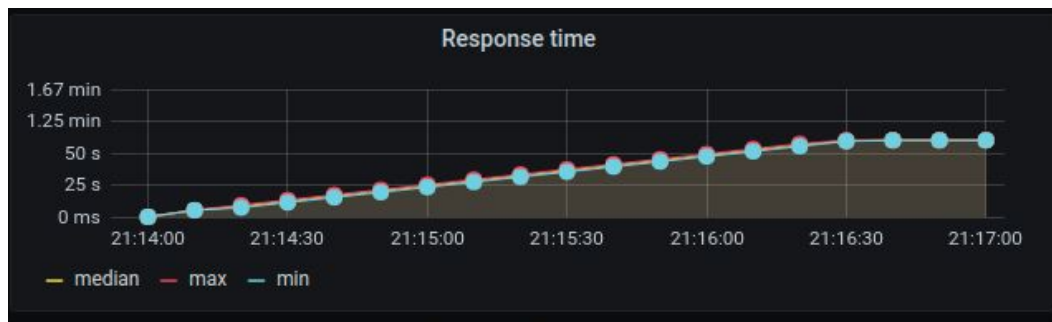 Response time
1.67 min
1.25 min
50 s
25 s
0 ms
21:14:00 21:14:30 21:15:00 21:15:30 21:16:00 21:16:30 21:17:00
median max min